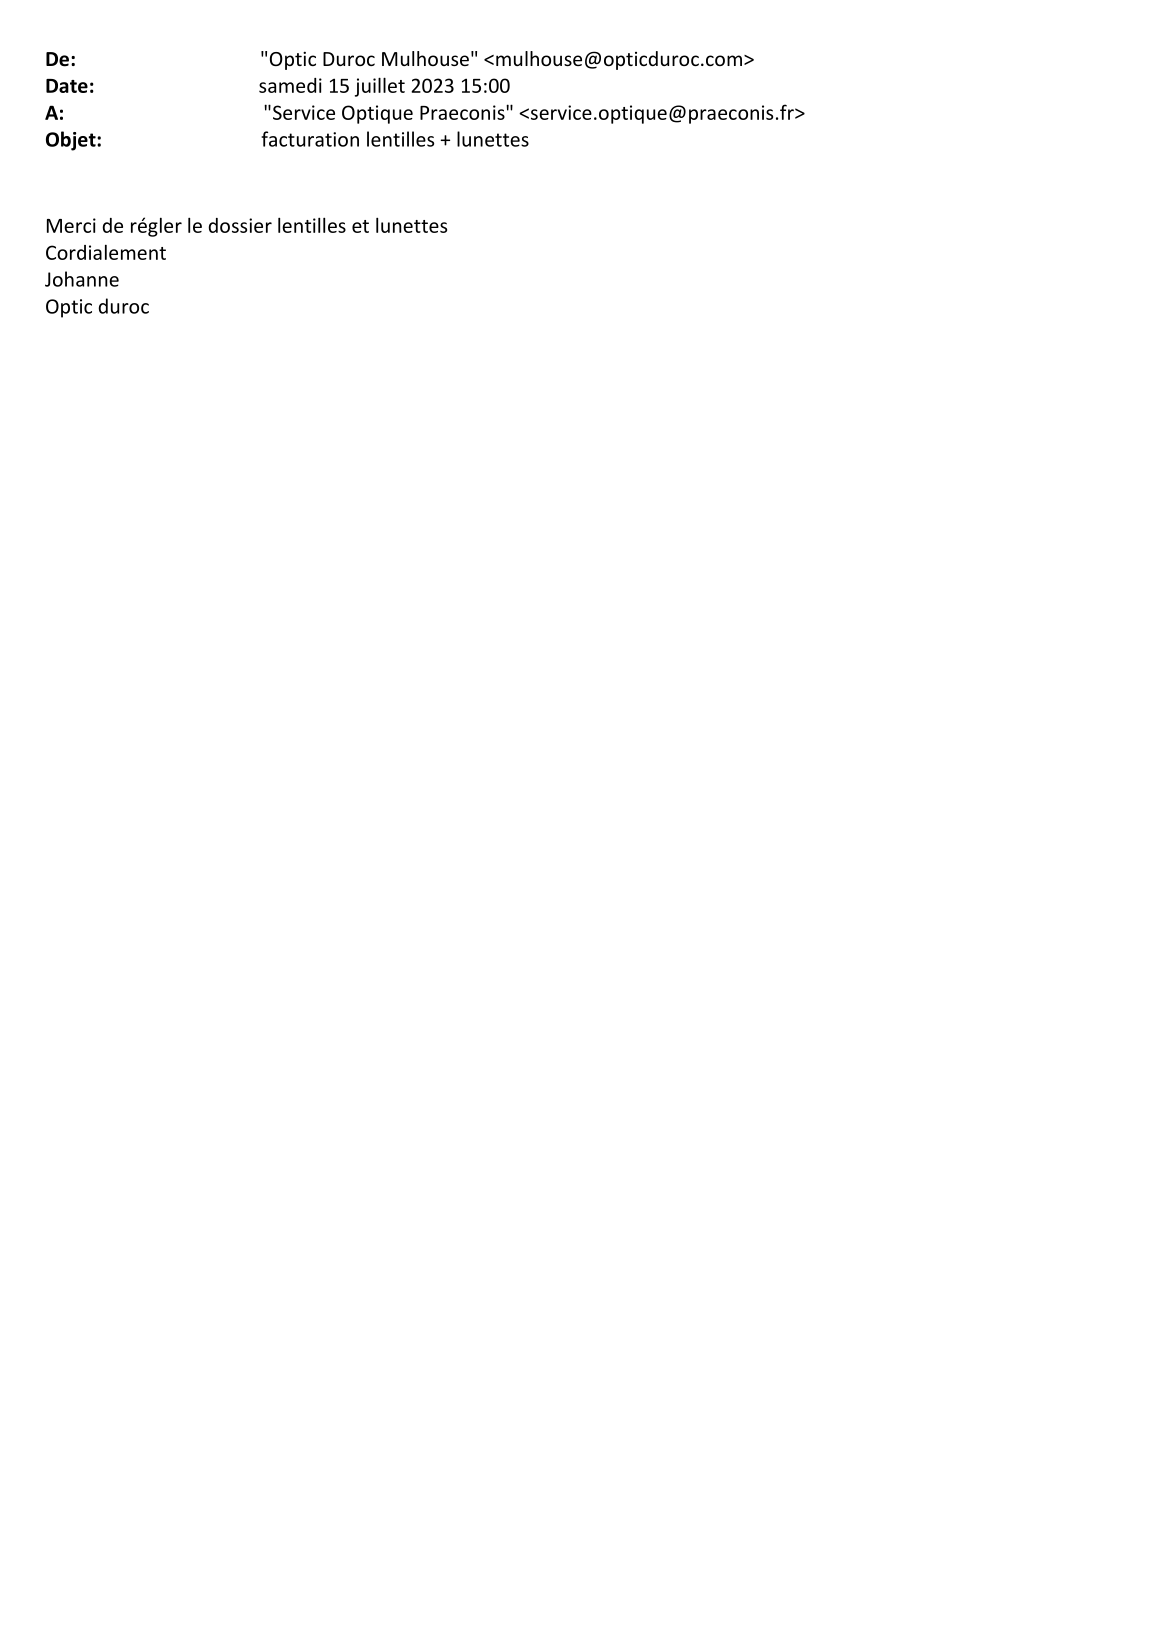 De: "Optic Duroc Mulhouse" <mulhouse@opticduroc.com>
Date: samedi 15 juillet 2023 15:00
A: "Service Optique Praeconis" <service.optique@praeconis.fr>
Objet: facturation lentilles + lunettes
Merci de régler le dossier lentilles et lunettes
Cordialement
Johanne
Optic duroc